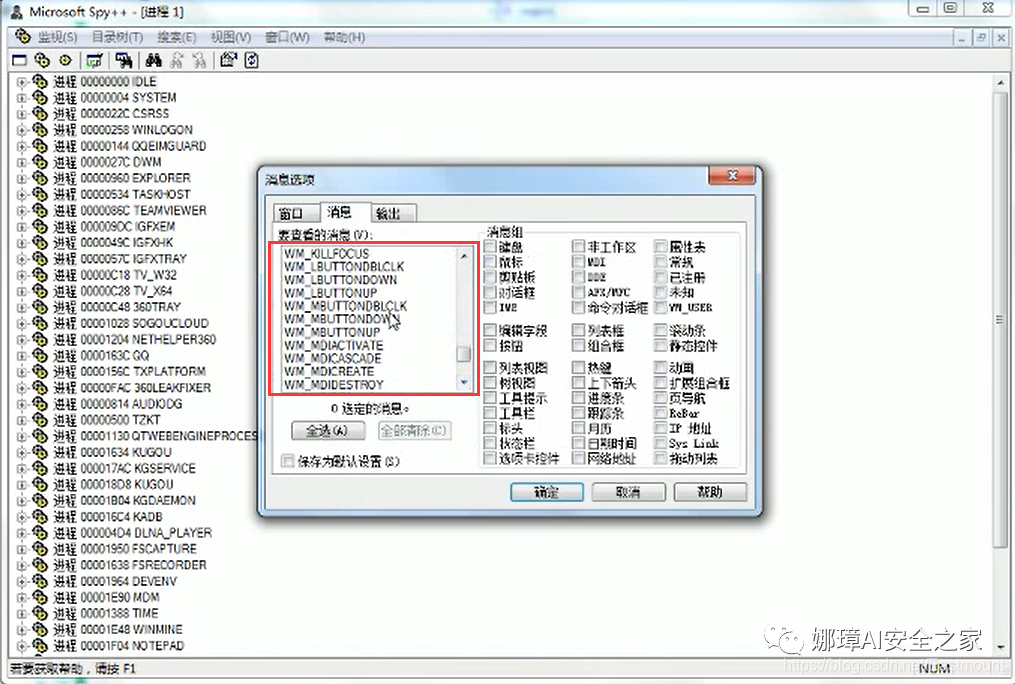 Microsoft Spy++ - [进程 1]
监视(S) 目录树(T) 搜索(E) 视图(V) 窗口(W) 帮助(H)
进程 00000000 IDLE
进程 00000004 SYSTEM
进程 0000022C CSRSS
进程 00000258 WINLOGON
进程 00000144 QQEIMGUARD
进程 0000027C DWM
进程 00000960 EXPLORER
进程 00000534 TASKHOST
进程 0000086C TEAMVIEWER
进程 000009DC IGFXEM
进程 0000049C IGFXHK
进程 0000057C IGFXTRAY
进程 00000C18 TV_W32
进程 00000C28 TV_X64
进程 00000C48 360TRAY
进程 00001028 SOGOUCLOUD
进程 00001204 NETHELPER360
进程 0000163C QQ
进程 0000156C TXPLATFORM
进程 00000FAC 360LEAKFIXER
进程 00000814 AUDIODG
进程 00000500 TZKT
进程 00001130 QTWEBENGINEPROCES
进程 00001634 KUGOU
进程 000017AC KGSERVICE
进程 000018D8 KUGOU
进程 00001B04 KGDAEMON
进程 000016C4 KADB
进程 000004D4 DLNA_PLAYER
进程 00001950 FSCAPTURE
进程 00001638 FSRECORDER
进程 00001964 DEVENV
进程 00001E90 MDM
进程 00001388 TIME
进程 00001E48 WINMINE
进程 00001F04 NOTEPAD
消息选项
窗口 消息 输出
要查看的消息(V):
WM_KILLFOCUS
WM_LBUTTONDBLCLK
WM_LBUTTONDOWN
WM_LBUTTONUP
WM_MBUTTONDBLCLK
WM_MBUTTONDOWN
WM_MBUTTONUP
WM_MDIACTIVATE
WM_MDICASCADE
WM_MDICREATE
WM_MDIDESTROY
0 选定的消息。
全选(A) 全部清除(C)
保存为默认设置(S)
消息组
键盘 非工作区 属性表
鼠标 MDI 常规
剪贴板 DDE 已注册
对话框 AFX/MFC 未知
IME 命令对话框 WM_USER
编辑字段 列表框 滚动条
按钮 组合框 静态控件
列表视图 热键 动画
树视图 上下箭头 扩展组合框
工具提示 进度条 页导航
工具栏 跟踪条 ReBar
标头 月历 IP 地址
状态栏 日期时间 Sys Link
选项卡控件 网络地址 拖动列表
确定 取消 帮助
娜璋AI安全之家
若要获取帮助，请按 F1
NUM